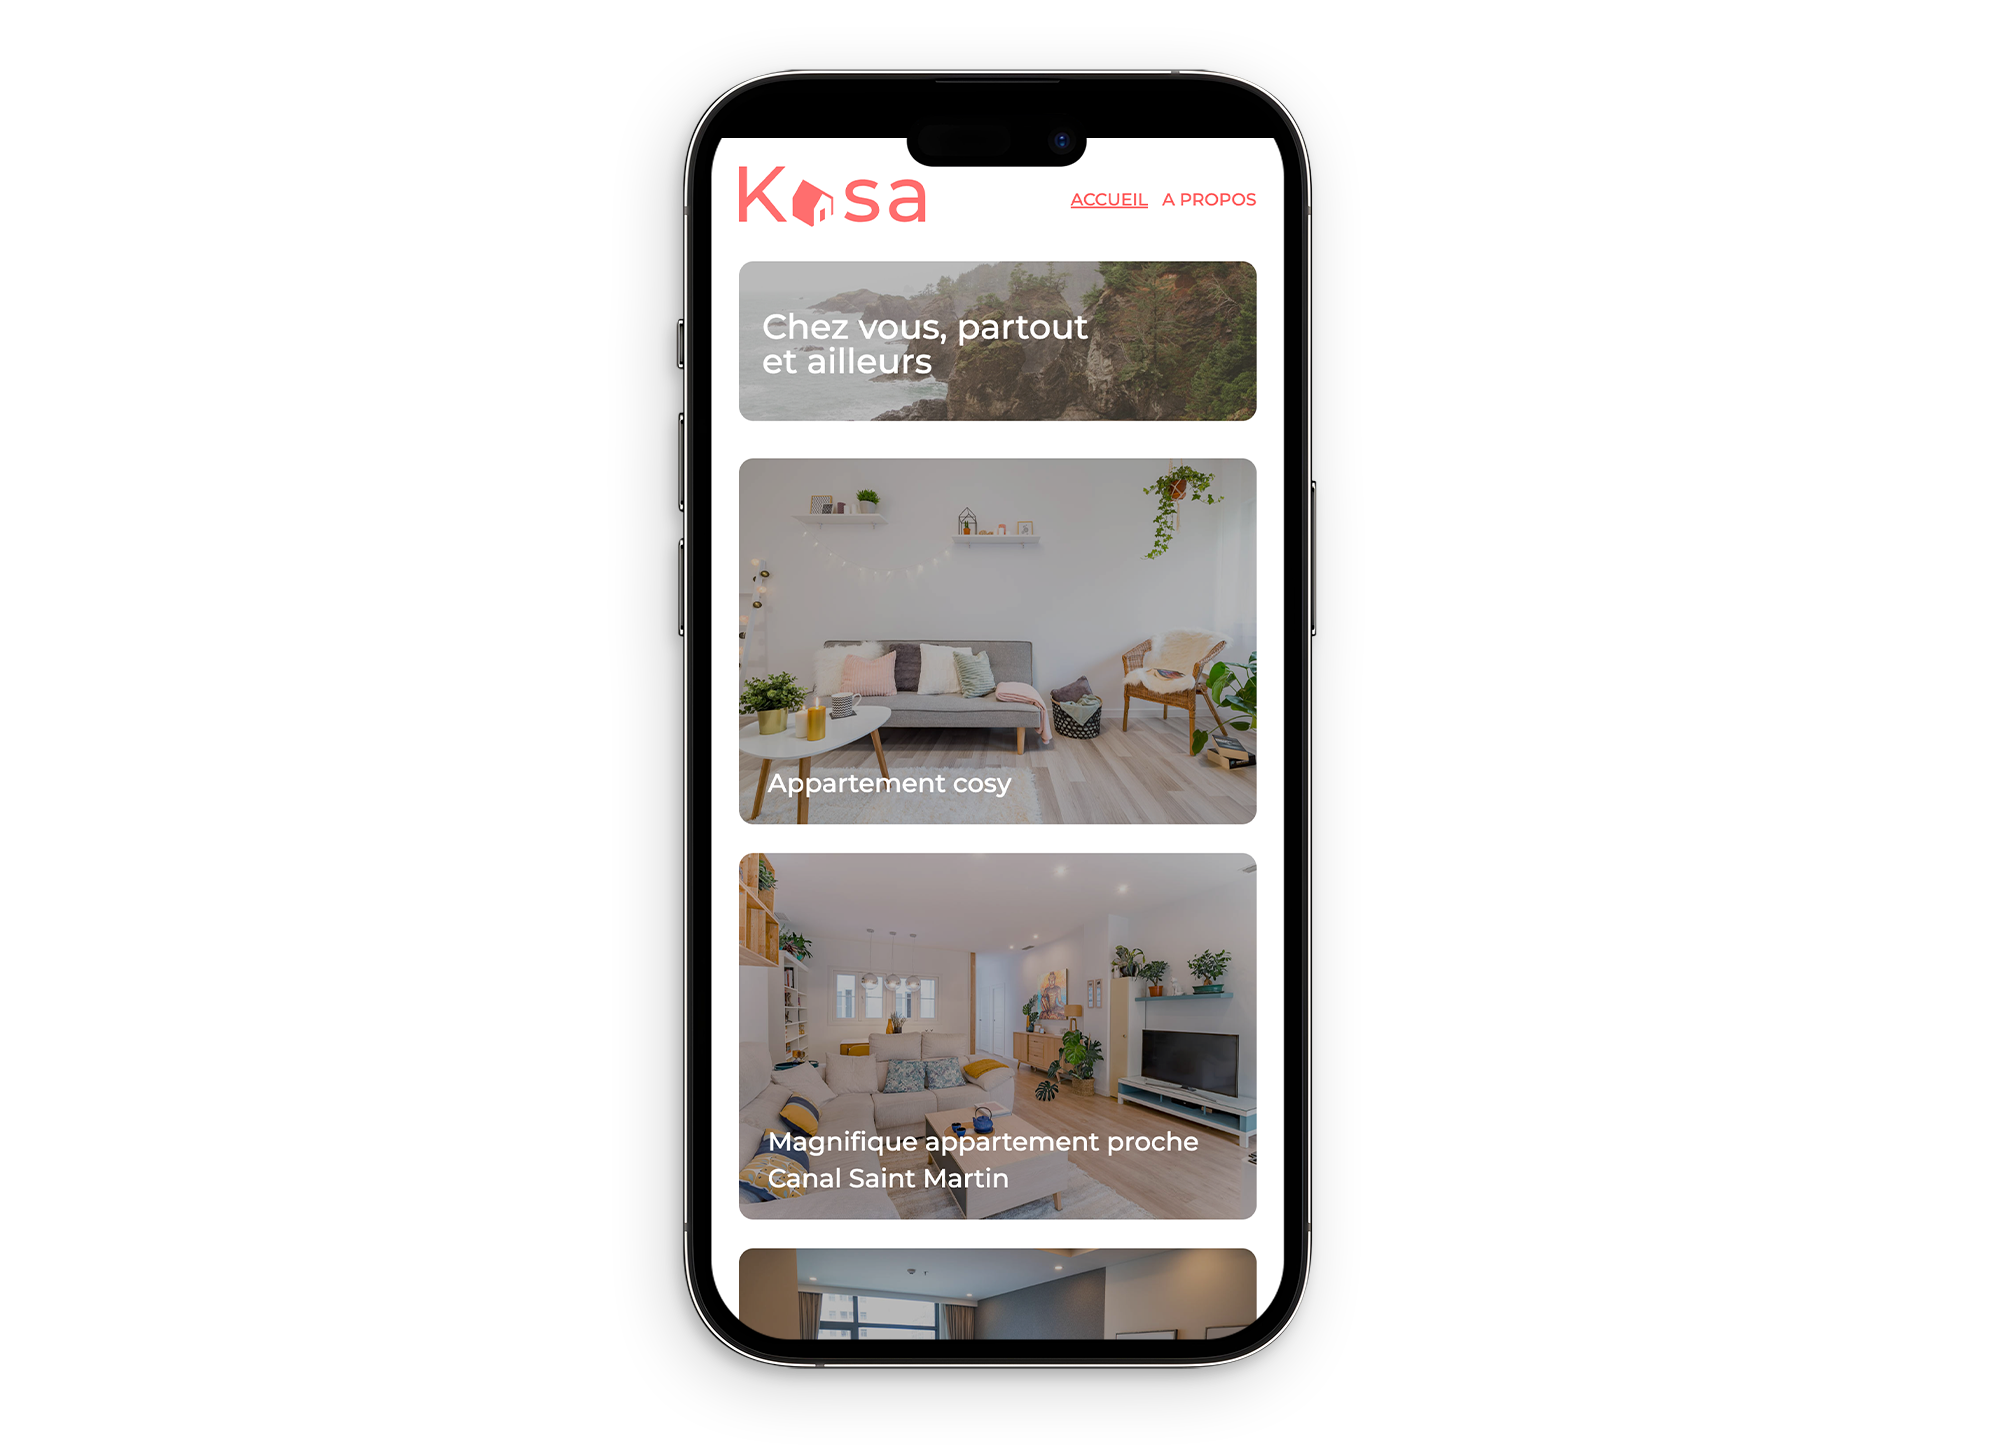 Kasa
ACCUEIL A PROPOS
Chez vous, partout
et ailleurs
Appartement cosy
Magnifique appartement proche
Canal Saint Martin